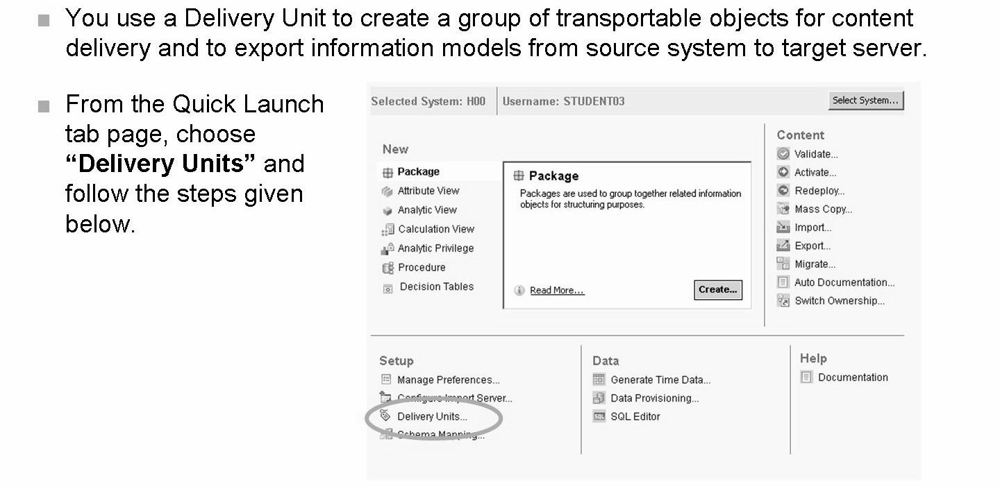 You use a Delivery Unit to create a group of transportable objects for content
delivery and to export information models from source system to target server.
From the Quick Launch
tab page, choose
“Delivery Units” and
follow the steps given
below.
Selected System: H00
Username: STUDENT03
Select System...
New
Package
Attribute View
Analytic View
Calculation View
Analytic Privilege
Procedure
Decision Tables
Package
Packages are used to group together related information
objects for structuring purposes.
Read More...
Create...
Content
Validate...
Activate...
Redeploy...
Mass Copy...
Import...
Export...
Migrate...
Auto Documentation...
Switch Ownership...
Setup
Manage Preferences...
Configure Import Server...
Delivery Units...
Schema Mapping...
Data
Generate Time Data...
Data Provisioning...
SQL
SQL Editor
Help
Documentation